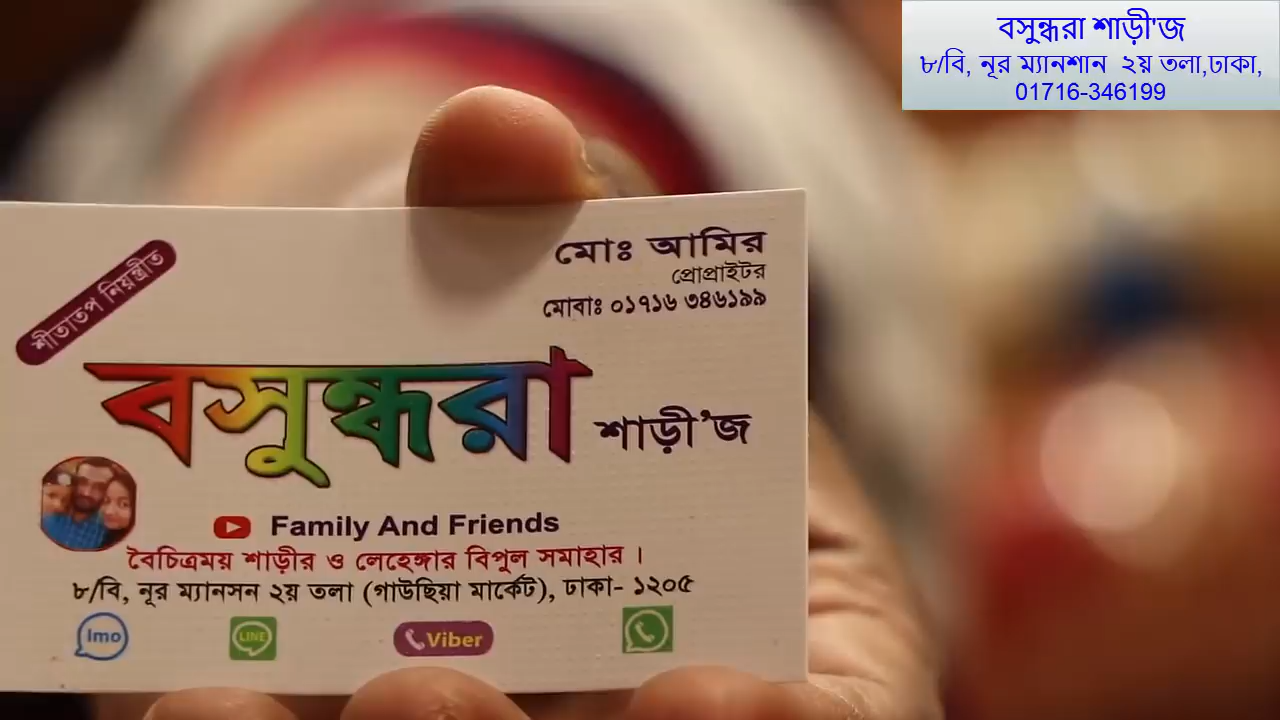 বসুন্ধরা শাড়ী'জ
৮/বি, নূর ম্যানশান ২য় তলা,ঢাকা,
01716-346199
শীতাতপ নিয়ন্ত্রীত
মোঃ আমির
প্রোপ্রাইটর
মোবাঃ ০১৭১৬ ৩৪৬১৯৯
বসুন্ধরা শাড়ী’জ
Family And Friends
বৈচিত্রময় শাড়ীর ও লেহেঙ্গার বিপুল সমাহার ।
৮/বি, নূর ম্যানসন ২য় তলা (গাউছিয়া মার্কেট), ঢাকা- ১২০৫
Imo LINE Viber